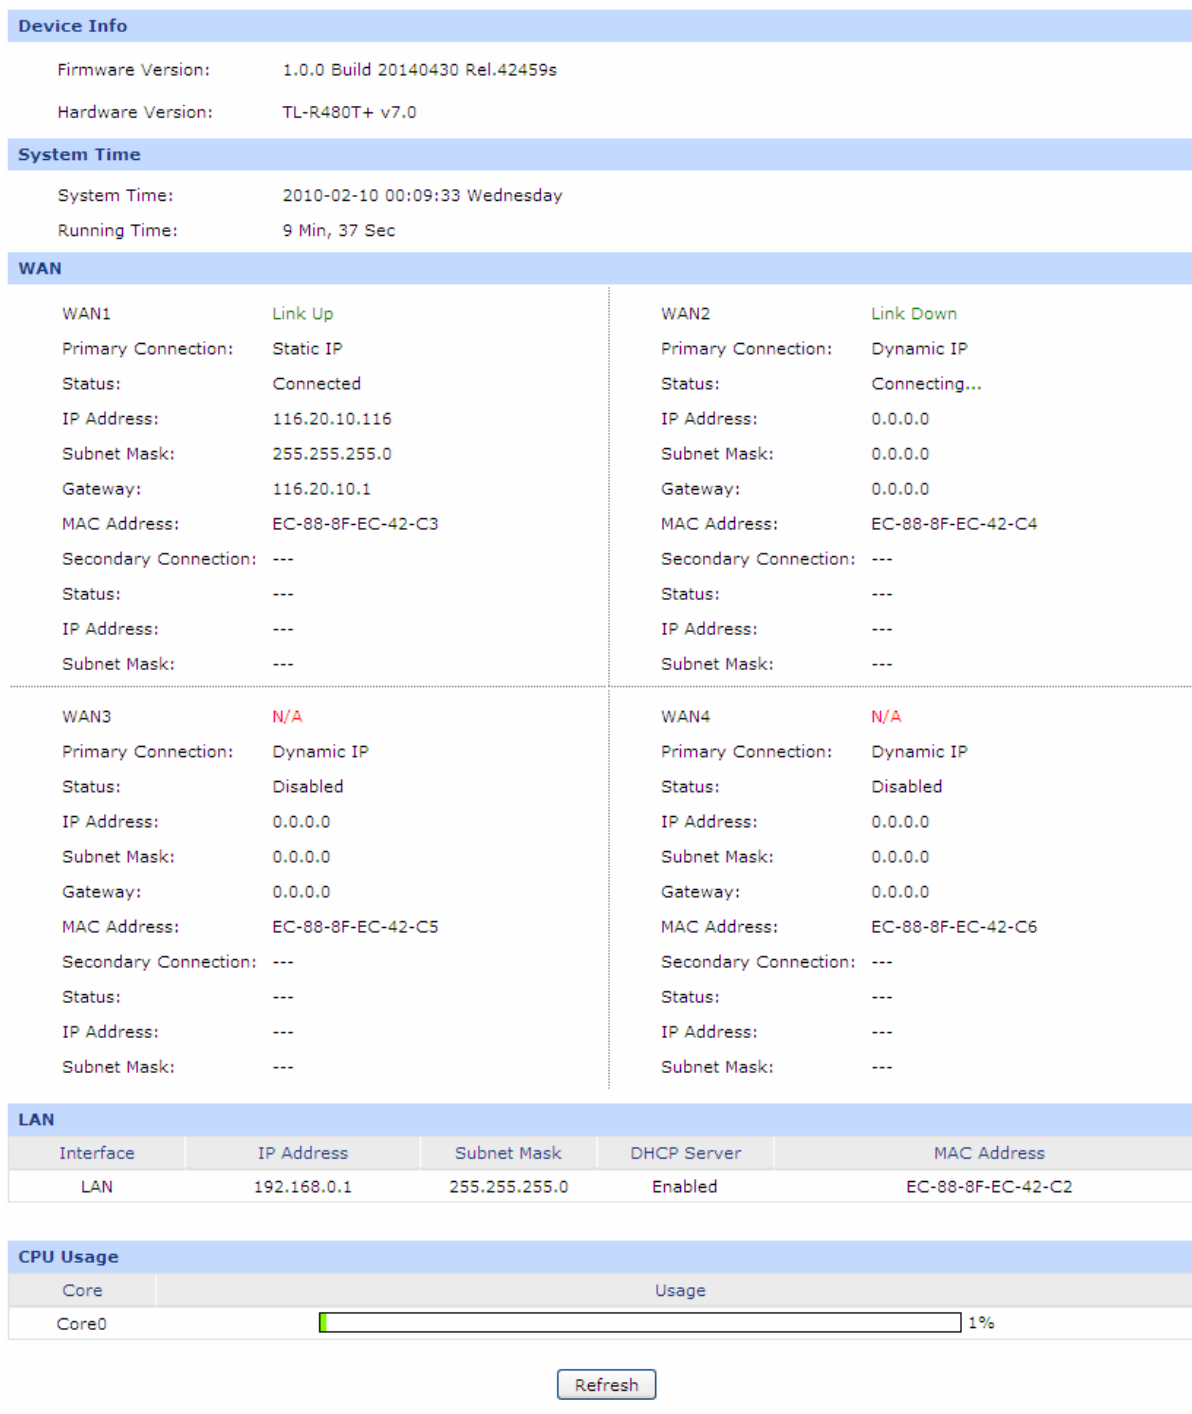 Device Info
Firmware Version: 1.0.0 Build 20140430 Rel.42459s
Hardware Version: TL-R480T+ v7.0
System Time
System Time: 2010-02-10 00:09:33 Wednesday
Running Time: 9 Min, 37 Sec
WAN
WAN1 Link Up
Primary Connection: Static IP
Status: Connected
IP Address: 116.20.10.116
Subnet Mask: 255.255.255.0
Gateway: 116.20.10.1
MAC Address: EC-88-8F-EC-42-C3
Secondary Connection: ---
Status: ---
IP Address: ---
Subnet Mask: ---
WAN2 Link Down
Primary Connection: Dynamic IP
Status: Connecting...
IP Address: 0.0.0.0
Subnet Mask: 0.0.0.0
Gateway: 0.0.0.0
MAC Address: EC-88-8F-EC-42-C4
Secondary Connection: ---
Status: ---
IP Address: ---
Subnet Mask: ---
WAN3 N/A
Primary Connection: Dynamic IP
Status: Disabled
IP Address: 0.0.0.0
Subnet Mask: 0.0.0.0
Gateway: 0.0.0.0
MAC Address: EC-88-8F-EC-42-C5
Secondary Connection: ---
Status: ---
IP Address: ---
Subnet Mask: ---
WAN4 N/A
Primary Connection: Dynamic IP
Status: Disabled
IP Address: 0.0.0.0
Subnet Mask: 0.0.0.0
Gateway: 0.0.0.0
MAC Address: EC-88-8F-EC-42-C6
Secondary Connection: ---
Status: ---
IP Address: ---
Subnet Mask: ---
LAN
Interface IP Address Subnet Mask DHCP Server MAC Address
LAN 192.168.0.1 255.255.255.0 Enabled EC-88-8F-EC-42-C2
CPU Usage
Core Usage
Core0 1%
Refresh